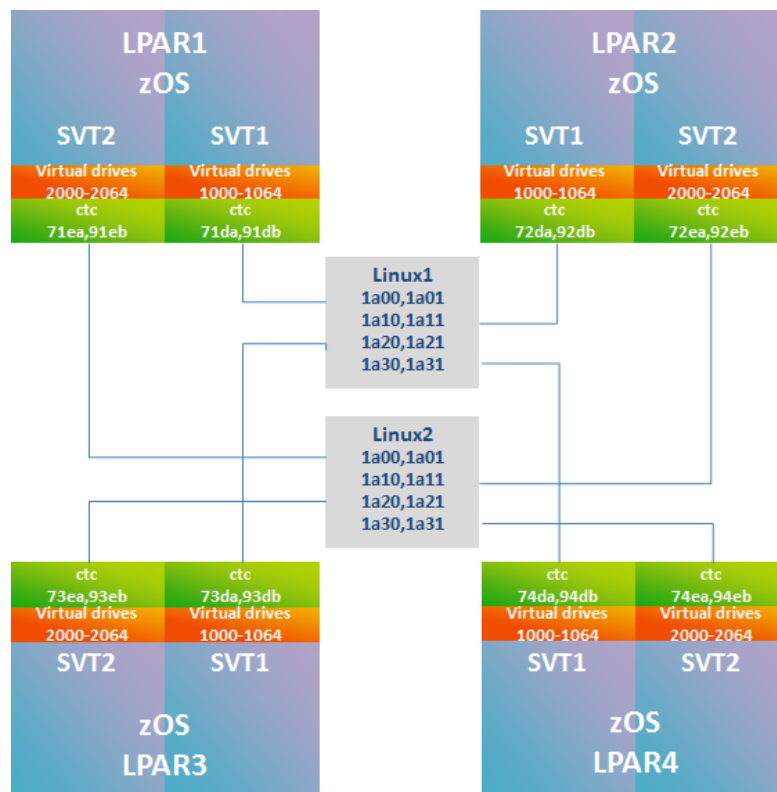 LPAR1
zOS
SVT2
SVT1
Virtual drives
2000-2064
Virtual drives
1000-1064
ctc
71ea,91eb
ctc
71da,91db
LPAR2
zOS
SVT1
SVT2
Virtual drives
1000-1064
Virtual drives
2000-2064
ctc
72da,92db
ctc
72ea,92eb
Linux1
1a00,1a01
1a10,1a11
1a20,1a21
1a30,1a31
Linux2
1a00,1a01
1a10,1a11
1a20,1a21
1a30,1a31
ctc
73ea,93eb
ctc
73da,93db
Virtual drives
2000-2064
Virtual drives
1000-1064
SVT2
SVT1
zOS
LPAR3
ctc
74da,94db
ctc
74ea,94eb
Virtual drives
1000-1064
Virtual drives
2000-2064
SVT1
SVT2
zOS
LPAR4